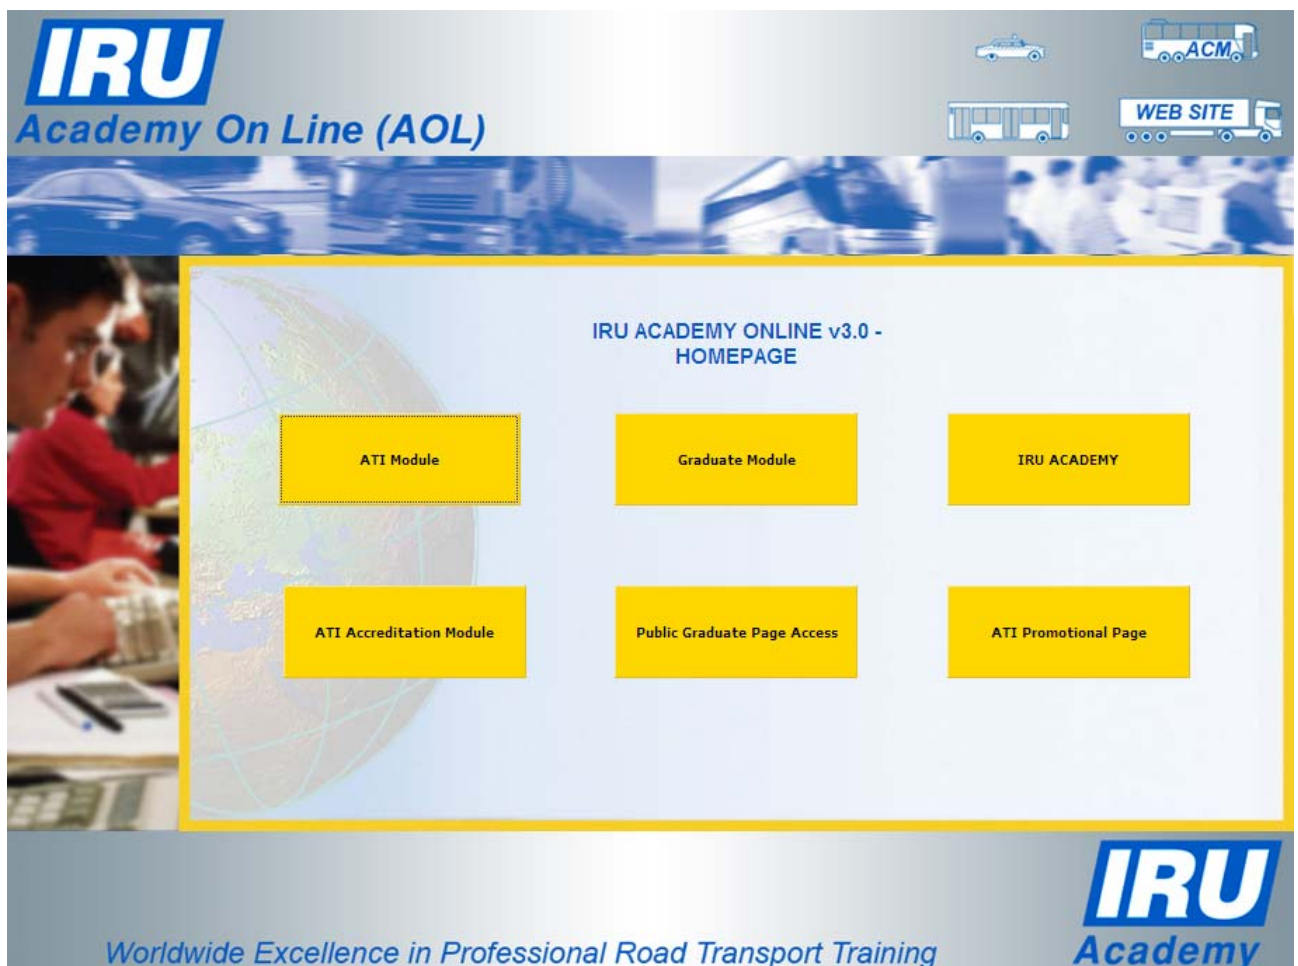 IRU
Academy On Line (AOL)
ACM
WEB SITE
IRU ACADEMY ONLINE v3.0 -
HOMEPAGE
ATI Module
Graduate Module
IRU ACADEMY
ATI Accreditation Module
Public Graduate Page Access
ATI Promotional Page
IRU
Academy
Worldwide Excellence in Professional Road Transport Training